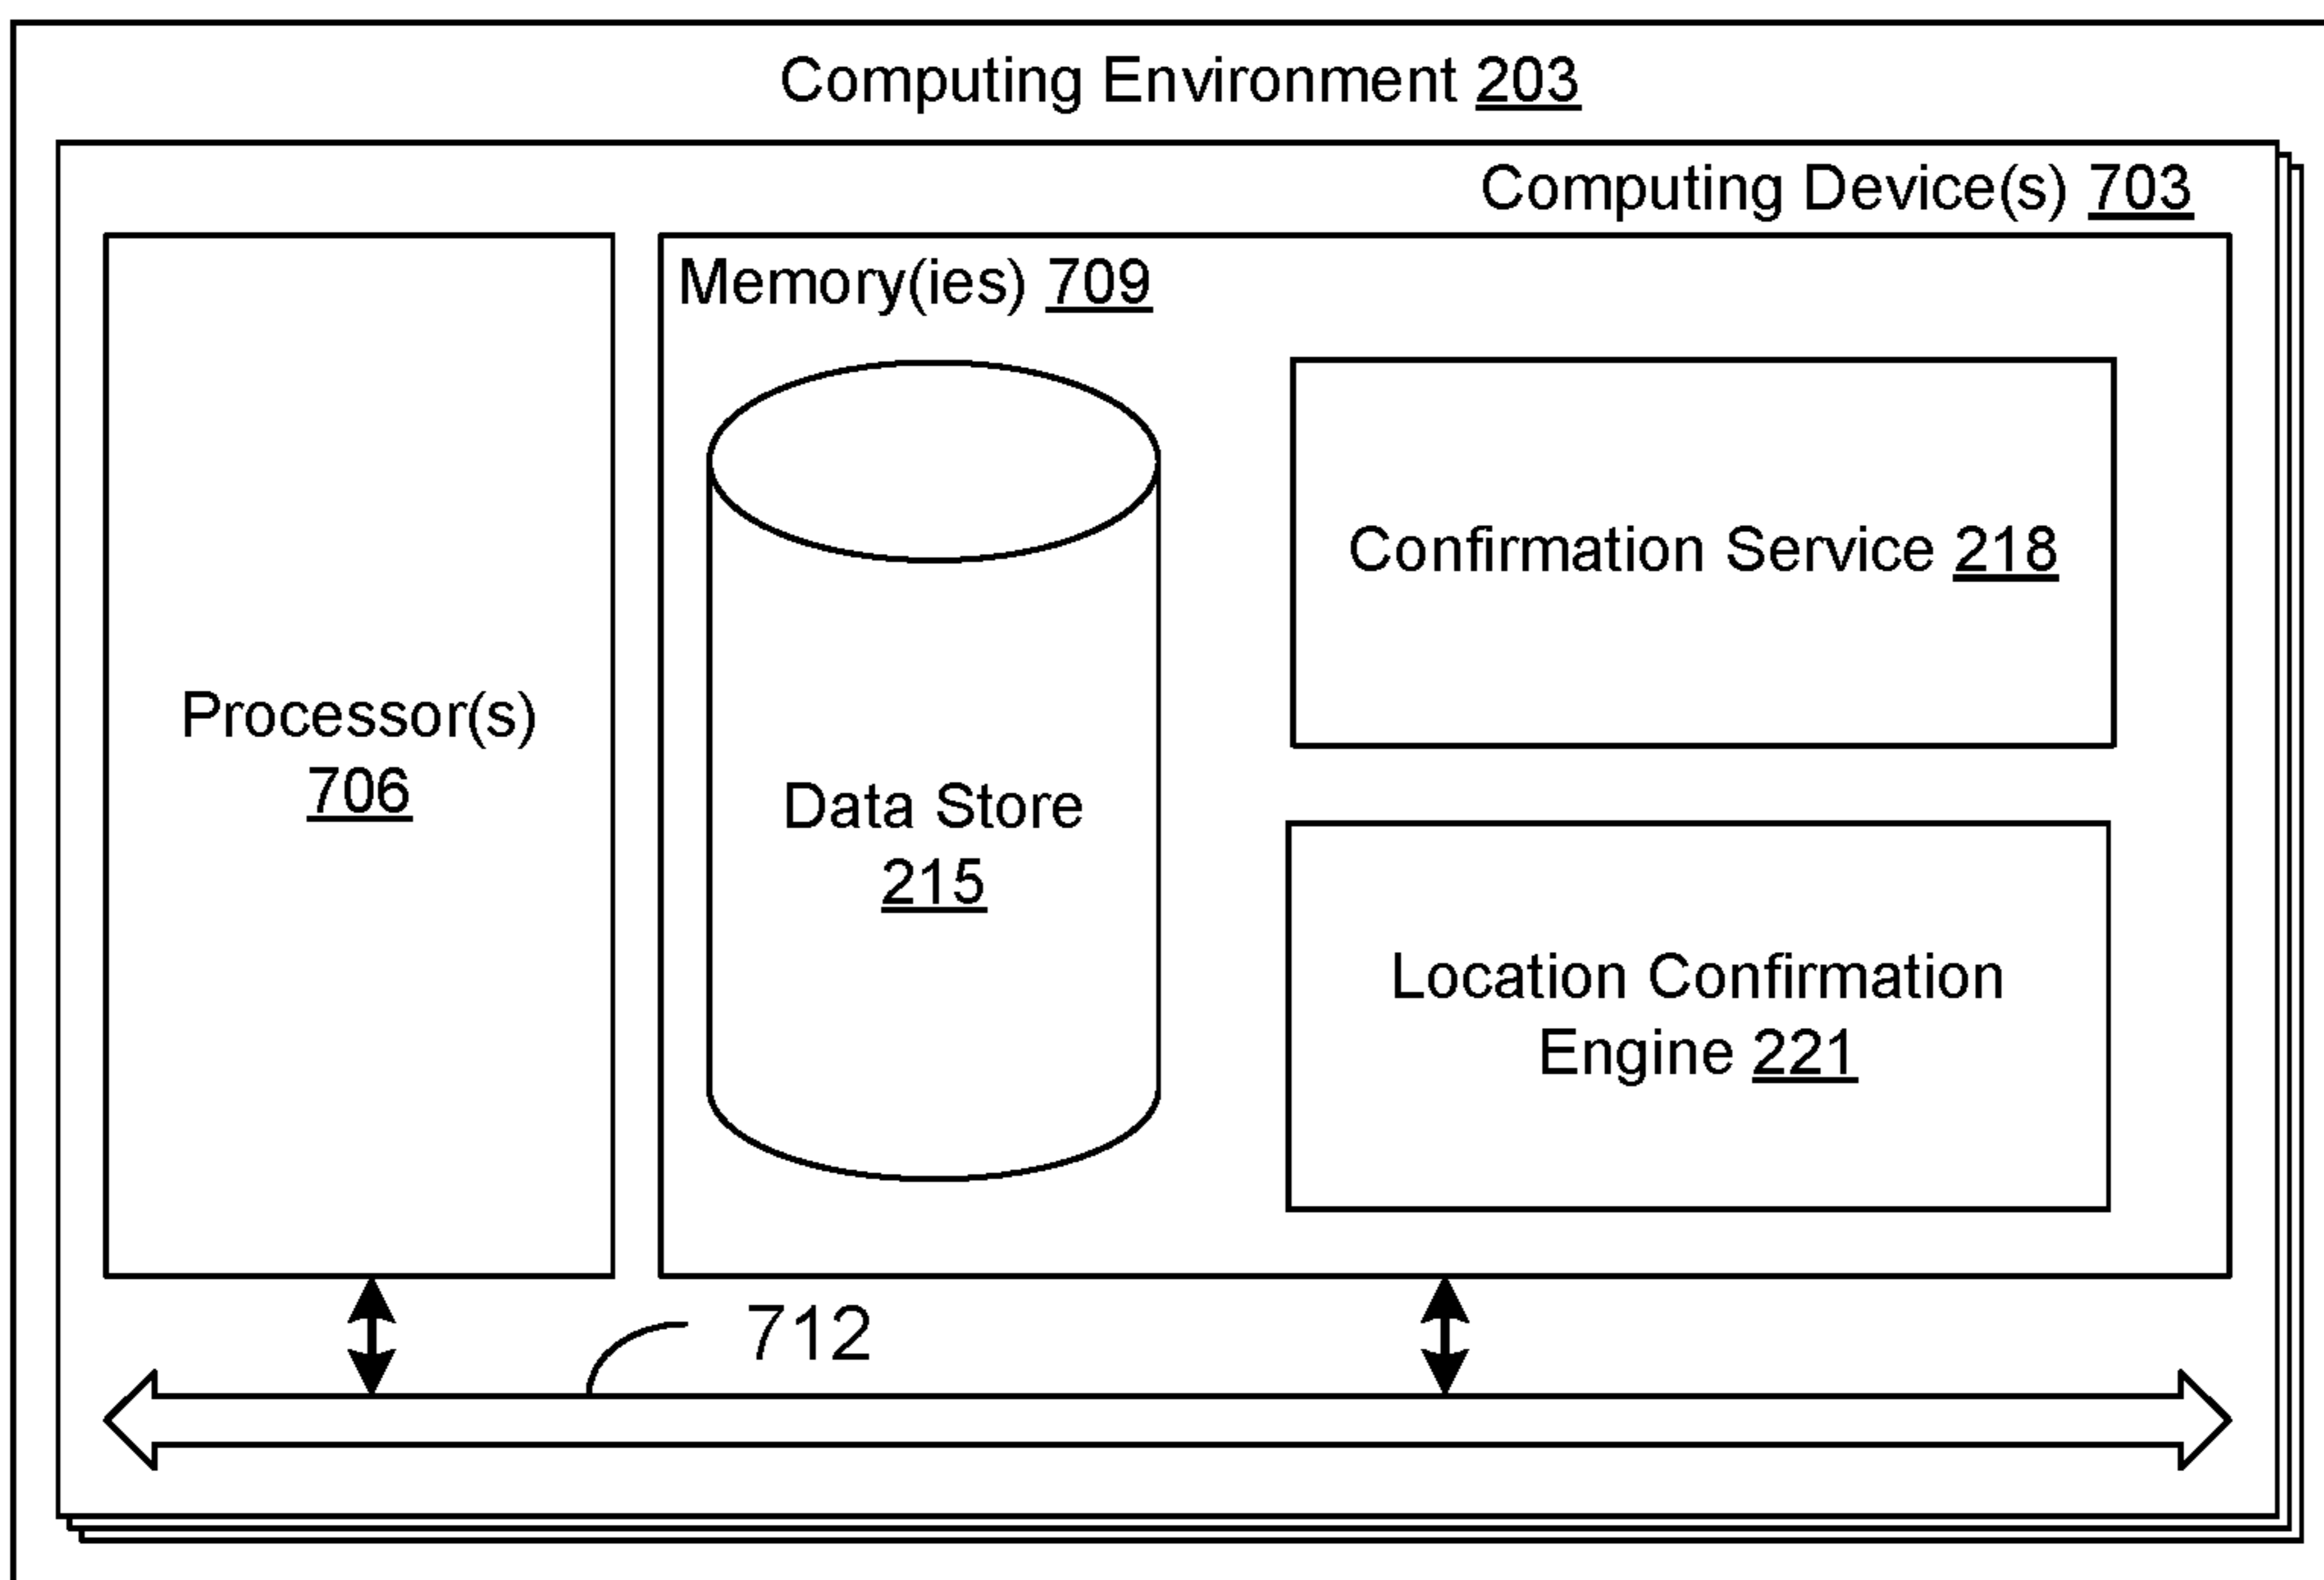 Computing Environment 203
Computing Device(s) 703
Memory(ies) 709
Processor(s)
706
Data Store
215
Confirmation Service 218
Location Confirmation
Engine 221
712